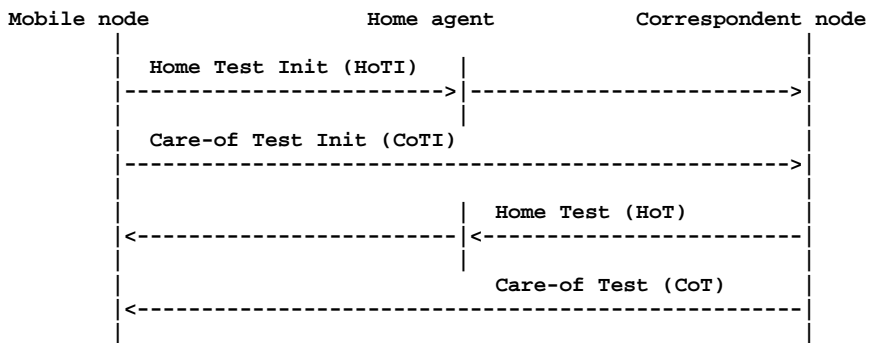 Mobile node Home agent Correspondent node
Home Test Init (HoTI)
Care-of Test Init (CoTI)
Home Test (HoT)
Care-of Test (CoT)